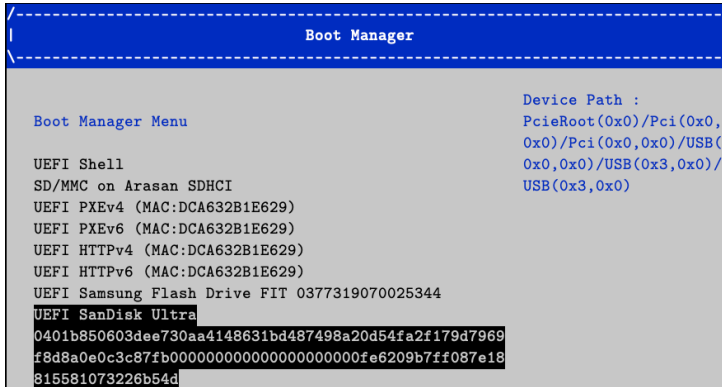 /------------------------------------------------------------------------------
|                                Boot Manager
\------------------------------------------------------------------------------
Boot Manager Menu
UEFI Shell
SD/MMC on Arasan SDHCI
UEFI PXEv4 (MAC:DCA632B1E629)
UEFI PXEv6 (MAC:DCA632B1E629)
UEFI HTTPv4 (MAC:DCA632B1E629)
UEFI HTTPv6 (MAC:DCA632B1E629)
UEFI Samsung Flash Drive FIT 0377319070025344
UEFI SanDisk Ultra
0401b850603dee730aa4148631bd487498a20d54fa2f179d7969
f8d8a0e0c3c87fb000000000000000000000fe6209b7ff087e18
815581073226b54d
Device Path :
PcieRoot(0x0)/Pci(0x0,
0x0)/Pci(0x0,0x0)/USB(
0x0,0x0)/USB(0x3,0x0)/
USB(0x3,0x0)